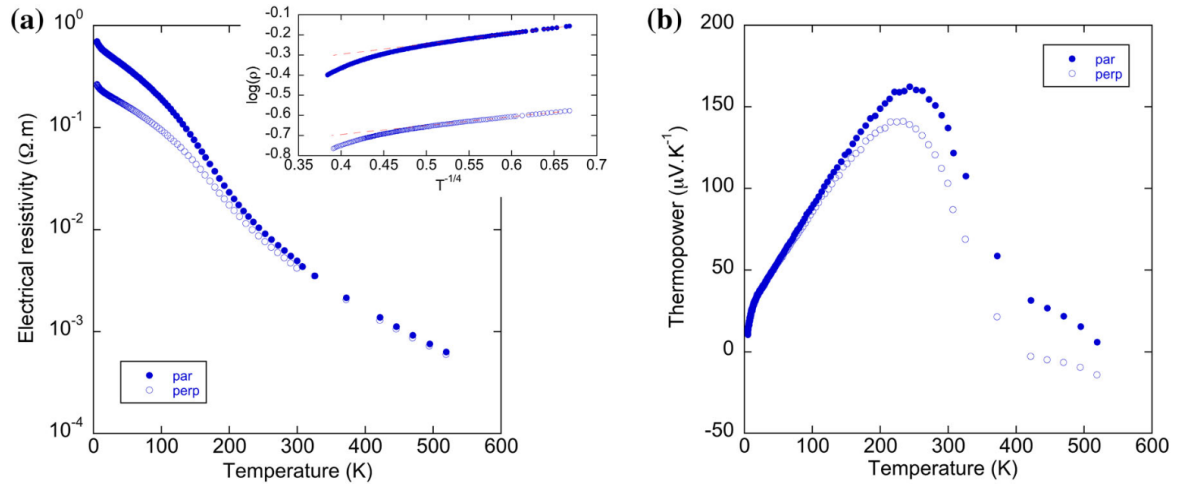 (a)
Electrical resistivity (Ω.m)
10⁰
10⁻¹
10⁻²
10⁻³
10⁻⁴
0 100 200 300 400 500 600
Temperature (K)
par
perp
log(ρ)
-0.1
-0.2
-0.3
-0.4
-0.5
-0.6
-0.7
-0.8
0.35 0.4 0.45 0.5 0.55 0.6 0.65 0.7
T⁻¹/⁴
(b)
Thermopower (μV.K⁻¹)
200
150
100
50
0
-50
0 100 200 300 400 500 600
Temperature (K)
par
perp